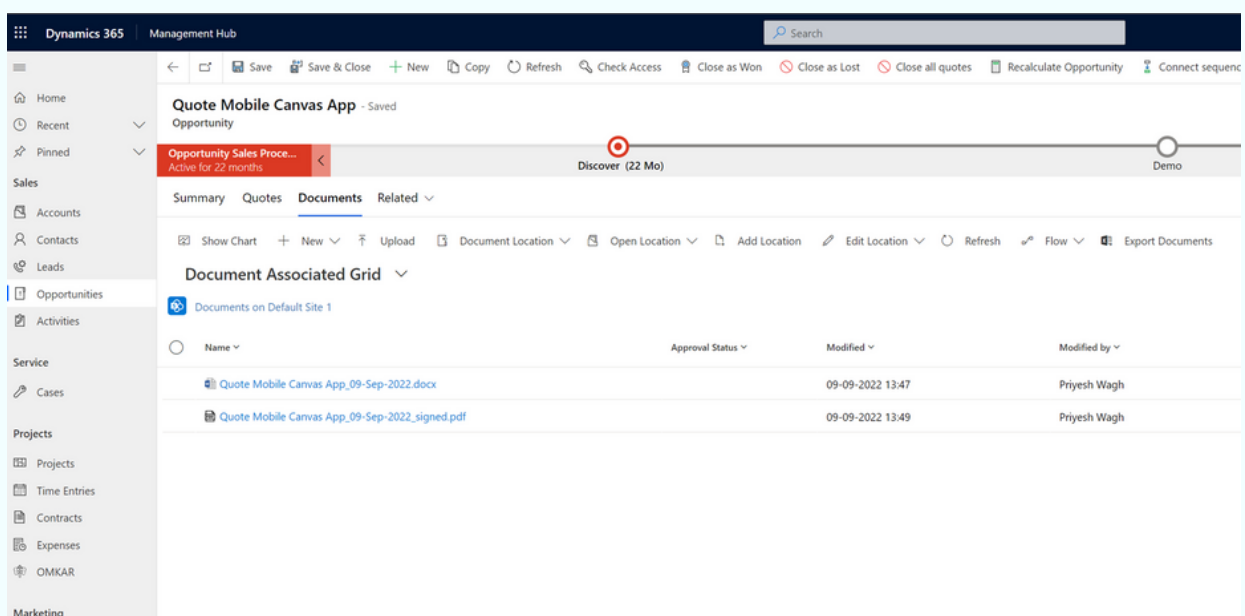 Dynamics 365 Management Hub Search
Save Save & Close New Copy Refresh Check Access Close as Won Close as Lost Close all quotes Recalculate Opportunity Connect sequenc
Home
Recent
Pinned
Sales
Accounts
Contacts
Leads
Opportunities
Activities
Service
Cases
Projects
Projects
Time Entries
Contracts
Expenses
OMKAR
Marketing
Quote Mobile Canvas App - Saved
Opportunity
Opportunity Sales Proce...
Active for 22 months
Discover (22 Mo)
Demo
Summary Quotes Documents Related
Show Chart New Upload Document Location Open Location Add Location Edit Location Refresh Flow Export Documents
Document Associated Grid
Documents on Default Site 1
Name Approval Status Modified Modified by
Quote Mobile Canvas App_09-Sep-2022.docx 09-09-2022 13:47 Priyesh Wagh
Quote Mobile Canvas App_09-Sep-2022_signed.pdf 09-09-2022 13:49 Priyesh Wagh